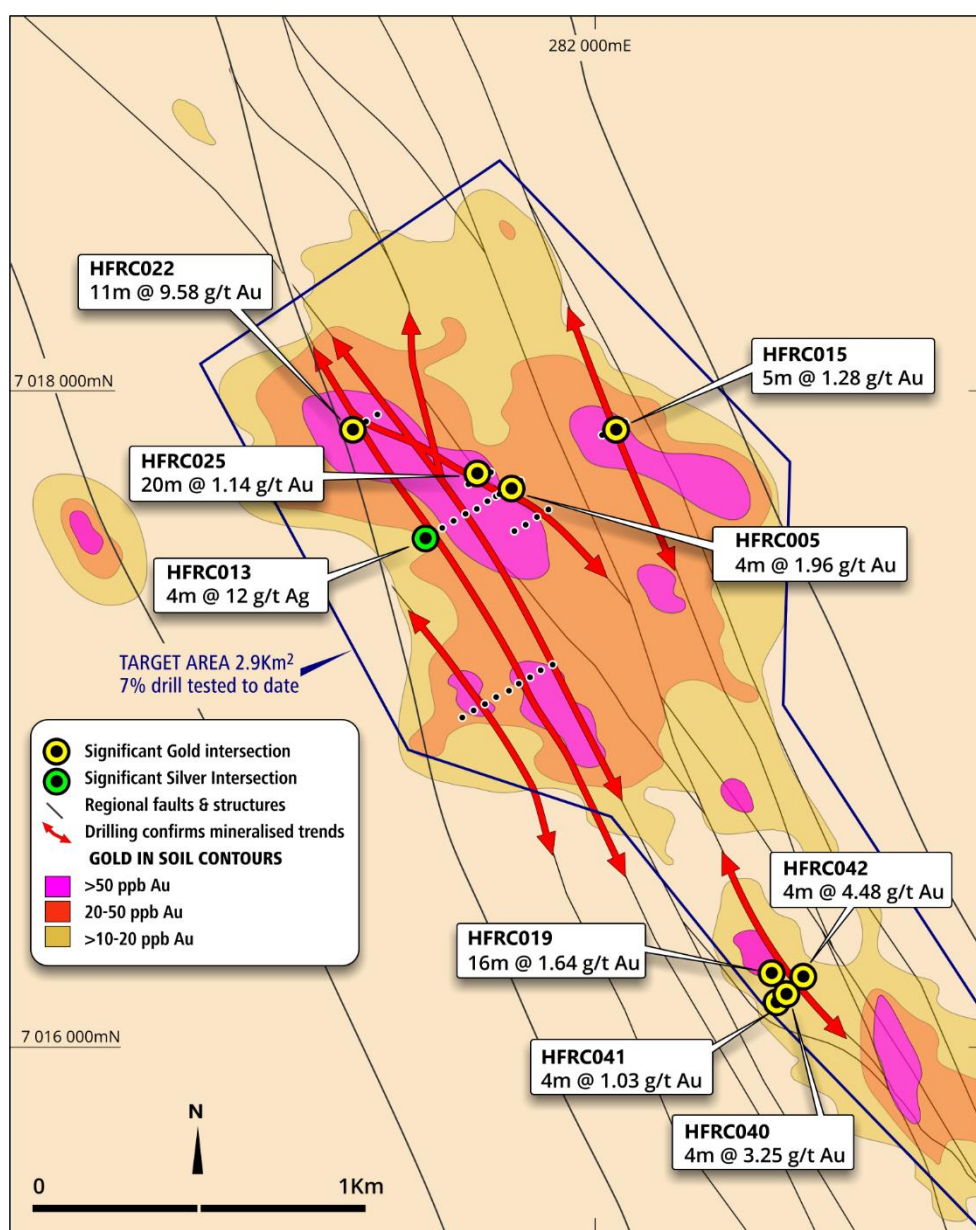 282 000mE
HFRC022
11m @ 9.58 g/t Au
HFRC015
5m @ 1.28 g/t Au
7 018 000mN
HFRC025
20m @ 1.14 g/t Au
HFRC005
4m @ 1.96 g/t Au
HFRC013
4m @ 12 g/t Ag
TARGET AREA 2.9Km²
7% drill tested to date
Significant Gold intersection
Significant Silver Intersection
Regional faults & structures
Drilling confirms mineralised trends
GOLD IN SOIL CONTOURS
>50 ppb Au
20-50 ppb Au
>10-20 ppb Au
HFRC042
4m @ 4.48 g/t Au
HFRC019
16m @ 1.64 g/t Au
7 016 000mN
HFRC041
4m @ 1.03 g/t Au
HFRC040
4m @ 3.25 g/t Au
N
0 1Km